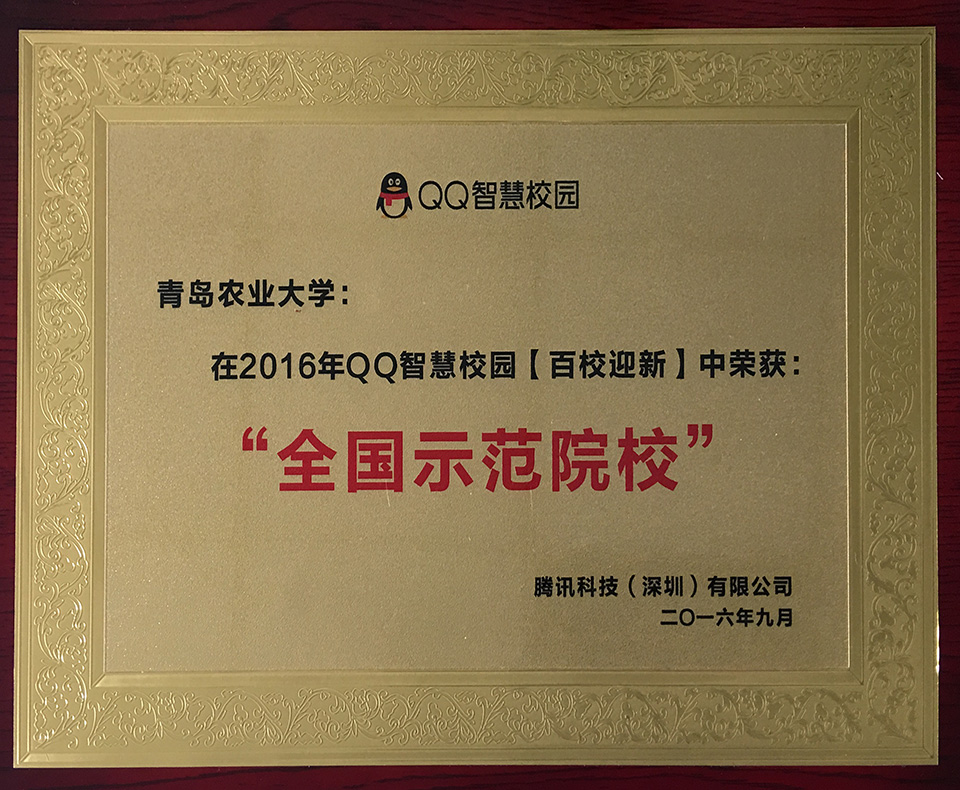 QQ智慧校园
青岛农业大学：
在2016年QQ智慧校园【百校迎新】中荣获：
“全国示范院校”
腾讯科技（深圳）有限公司
二〇一六年九月